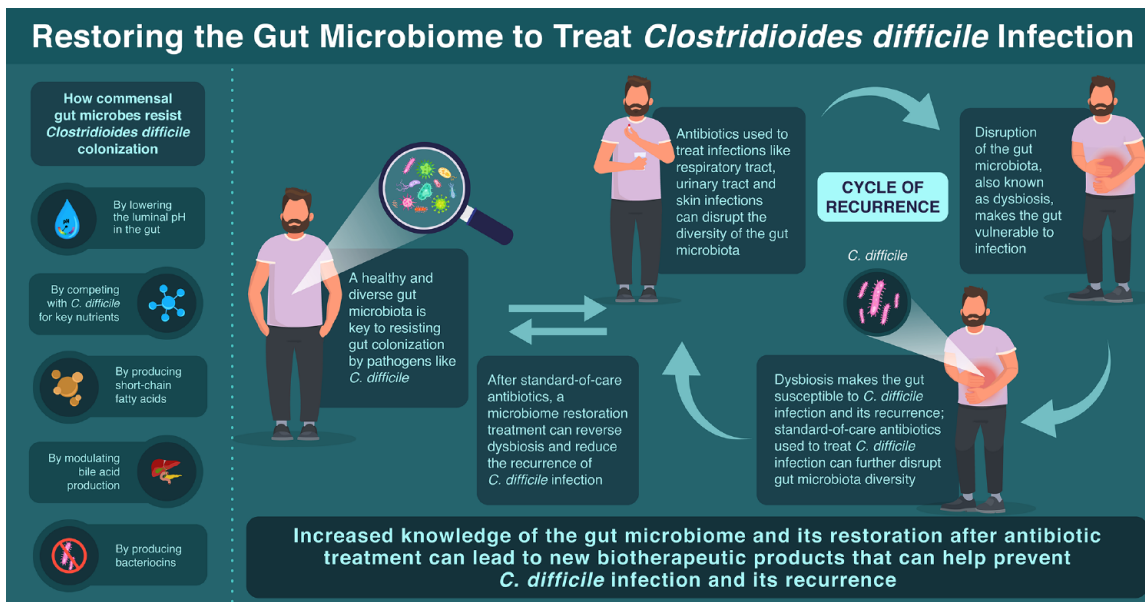 Restoring the Gut Microbiome to Treat Clostridioides difficile Infection
How commensal
gut microbes resist
Clostridioides difficile
colonization
By lowering
the luminal pH
in the gut
By competing
with C. difficile
for key nutrients
By producing
short-chain
fatty acids
By modulating
bile acid
production
By producing
bacteriocins
A healthy and
diverse gut
microbiota is
key to resisting
gut colonization
by pathogens like
C. difficile
Antibiotics used to
treat infections like
respiratory tract,
urinary tract and
skin infections
can disrupt the
diversity of the gut
microbiota
CYCLE OF
RECURRENCE
Disruption
of the gut
microbiota,
also known
as dysbiosis,
makes the gut
vulnerable to
infection
C. difficile
Dysbiosis makes the gut
susceptible to C. difficile
infection and its recurrence;
standard-of-care antibiotics
used to treat C. difficile
infection can further disrupt
gut microbiota diversity
After standard-of-care
antibiotics, a
microbiome restoration
treatment can reverse
dysbiosis and reduce
the recurrence of
C. difficile infection
Increased knowledge of the gut microbiome and its restoration after antibiotic
treatment can lead to new biotherapeutic products that can help prevent
C. difficile infection and its recurrence